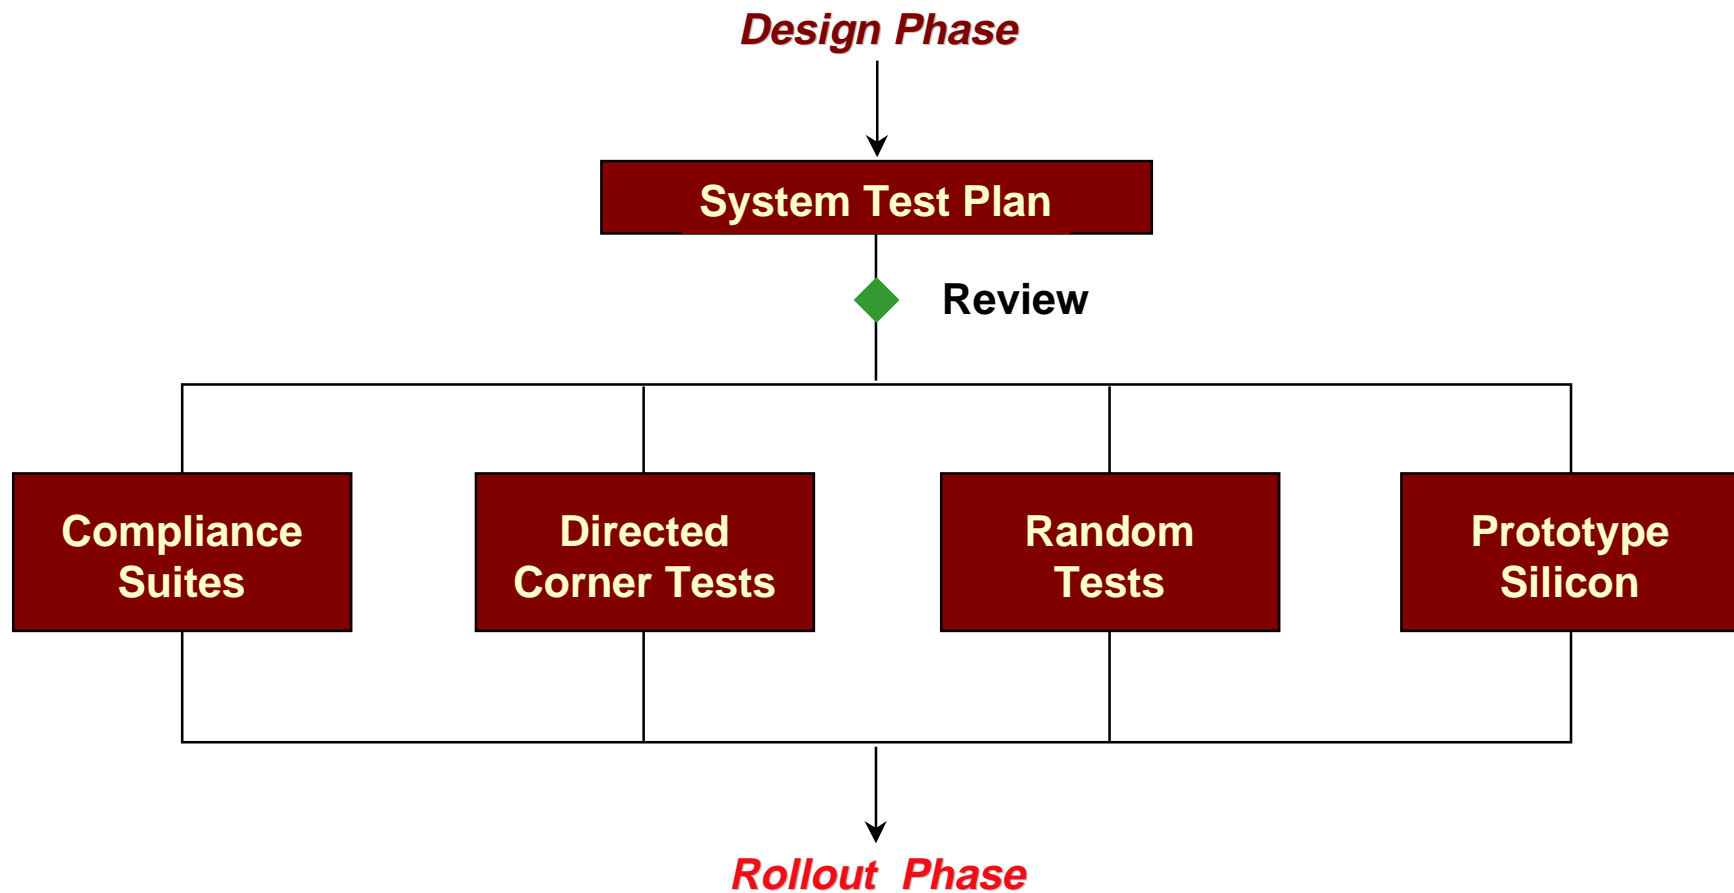 Design Phase
System Test Plan
Review
Compliance
Suites
Directed
Corner Tests
Random
Tests
Prototype
Silicon
Rollout Phase